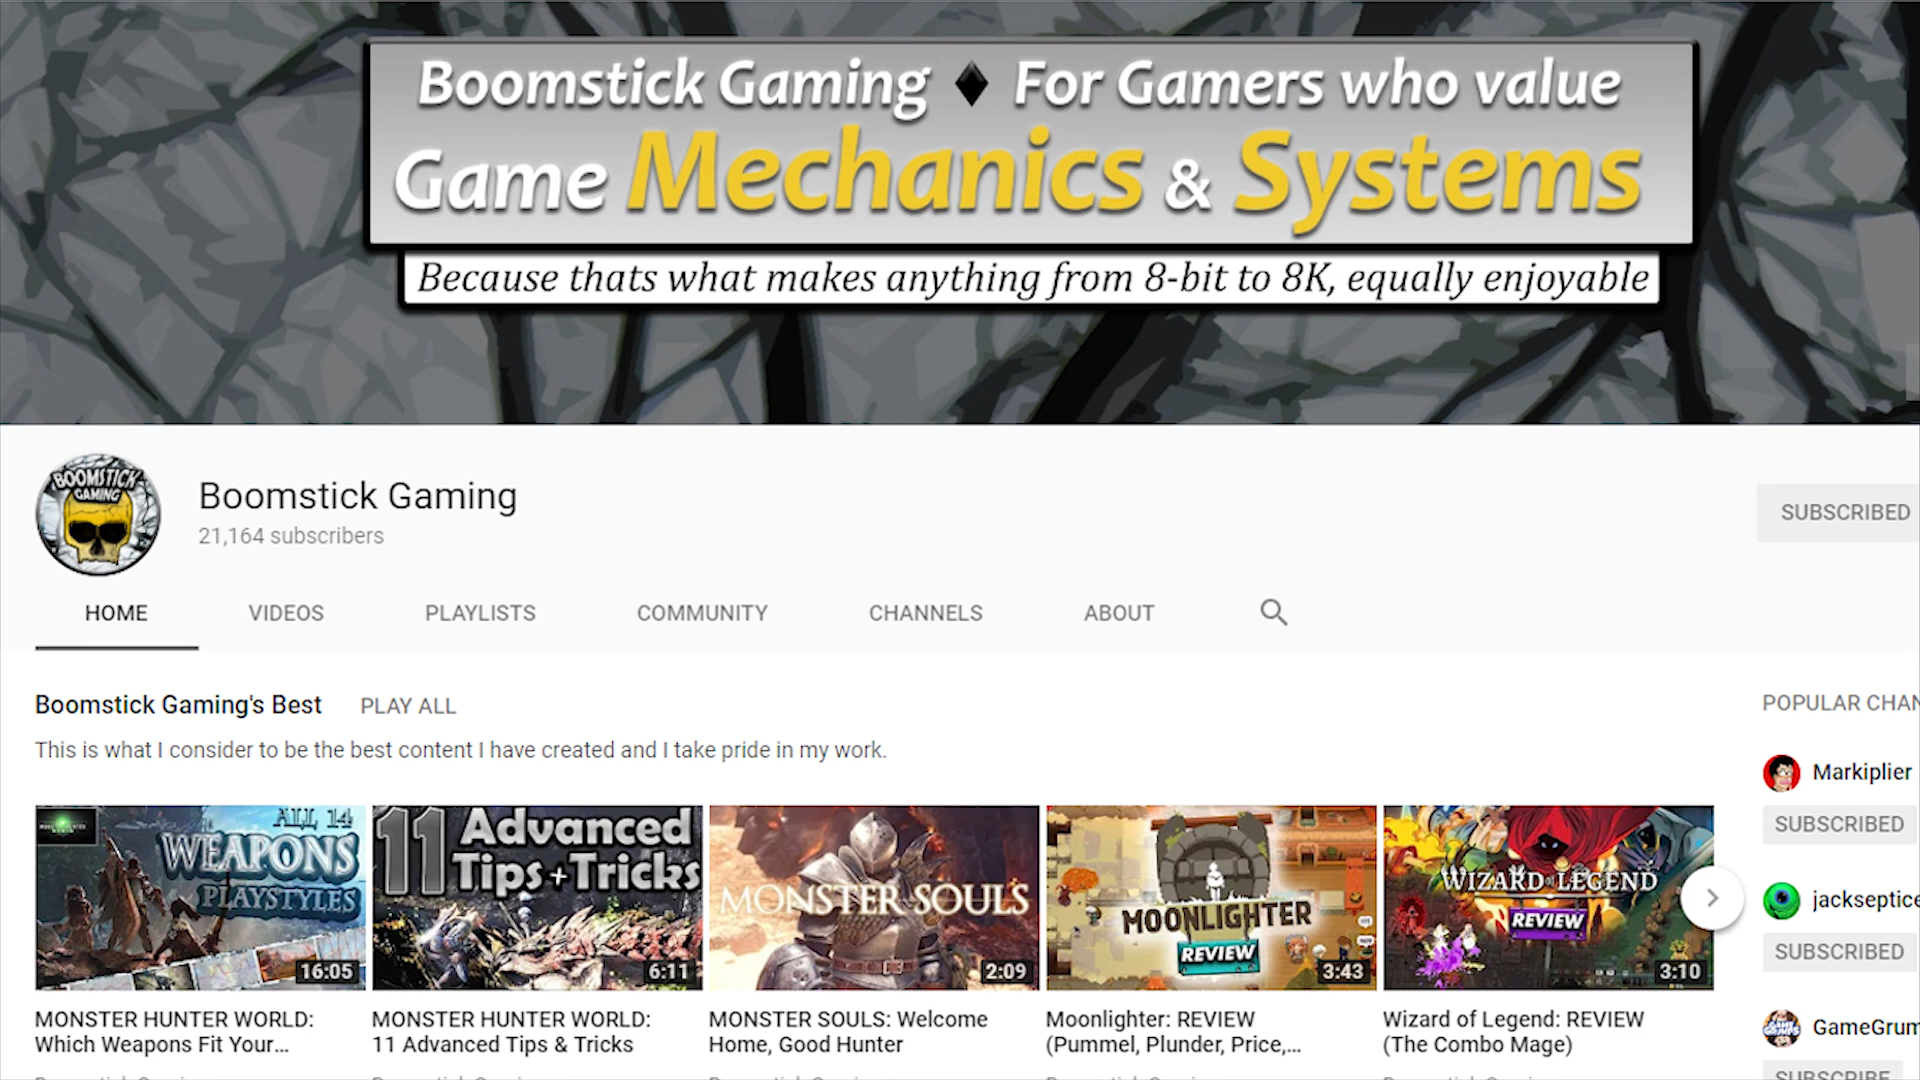 Boomstick Gaming ♦ For Gamers who value
Game Mechanics & Systems
Because thats what makes anything from 8-bit to 8K, equally enjoyable
BOOMSTICK
GAMING
Boomstick Gaming
21,164 subscribers
SUBSCRIBED
HOME VIDEOS PLAYLISTS COMMUNITY CHANNELS ABOUT
Boomstick Gaming's Best PLAY ALL
POPULAR CHAN
This is what I consider to be the best content I have created and I take pride in my work.
Markiplier
SUBSCRIBED
jackseptice
SUBSCRIBED
GameGrum
SUBSCRIBE
ALL 14
WEAPONS
PLAYSTYLES
16:05
11 Advanced
Tips+Tricks
6:11
MONSTER SOULS
2:09
MOONLIGHTER
REVIEW
3:43
WIZARD of LEGEND
REVIEW
3:10
MONSTER HUNTER WORLD:
Which Weapons Fit Your...
MONSTER HUNTER WORLD:
11 Advanced Tips & Tricks
MONSTER SOULS: Welcome
Home, Good Hunter
Moonlighter: REVIEW
(Pummel, Plunder, Price,...
Wizard of Legend: REVIEW
(The Combo Mage)